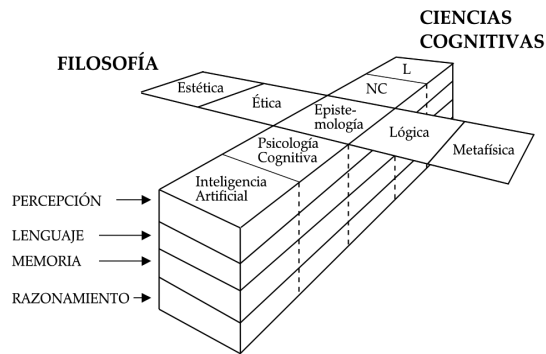 CIENCIAS
COGNITIVAS
FILOSOFÍA
L
NC
Estética
Ética
Episte-
mología
Lógica
Metafísica
Psicología
Cognitiva
Inteligencia
Artificial
PERCEPCIÓN
LENGUAJE
MEMORIA
RAZONAMIENTO